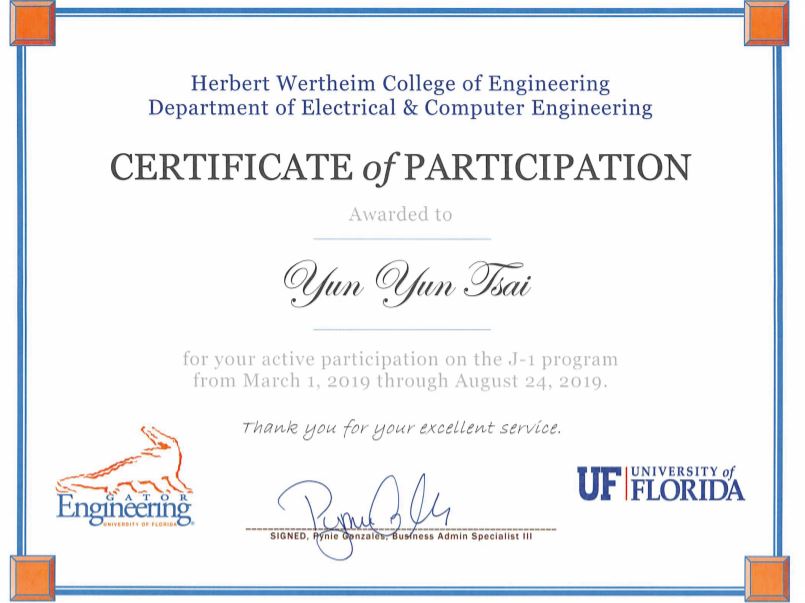 Herbert Wertheim College of Engineering
Department of Electrical & Computer Engineering
CERTIFICATE of PARTICIPATION
Awarded to
Yun Yun Tsai
for your active participation on the J-1 program
from March 1, 2019 through August 24, 2019.
Thank you for your excellent service.
GATOR
Engineering
UNIVERSITY OF FLORIDA
SIGNED, Pynie Gonzales, Business Admin Specialist III
UF UNIVERSITY of
FLORIDA